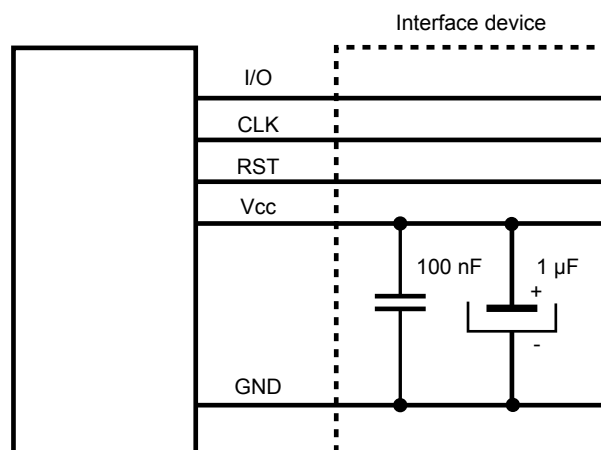 Interface device
I/O
CLK
RST
Vcc
100 nF
1 µF
+
-
GND